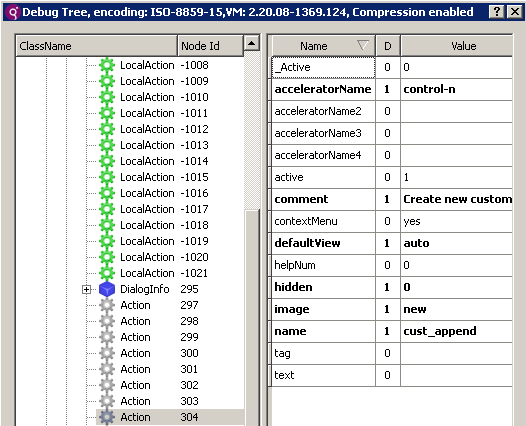 Debug Tree, encoding: ISO-8859-15,VM: 2.20.08-1369.124, Compression enabled
ClassName Node Id
LocalAction -1008
LocalAction -1009
LocalAction -1010
LocalAction -1011
LocalAction -1012
LocalAction -1013
LocalAction -1014
LocalAction -1015
LocalAction -1016
LocalAction -1017
LocalAction -1018
LocalAction -1019
LocalAction -1020
LocalAction -1021
DialogInfo 295
Action 297
Action 298
Action 299
Action 300
Action 301
Action 302
Action 303
Action 304
Name D Value
_Active 0 0
acceleratorName 1 control-n
acceleratorName2 0
acceleratorName3 0
acceleratorName4 0
active 0 1
comment 1 Create new custom
contextMenu 0 yes
defaultView 1 auto
helpNum 0 0
hidden 1 0
image 1 new
name 1 cust_append
tag 0
text 0